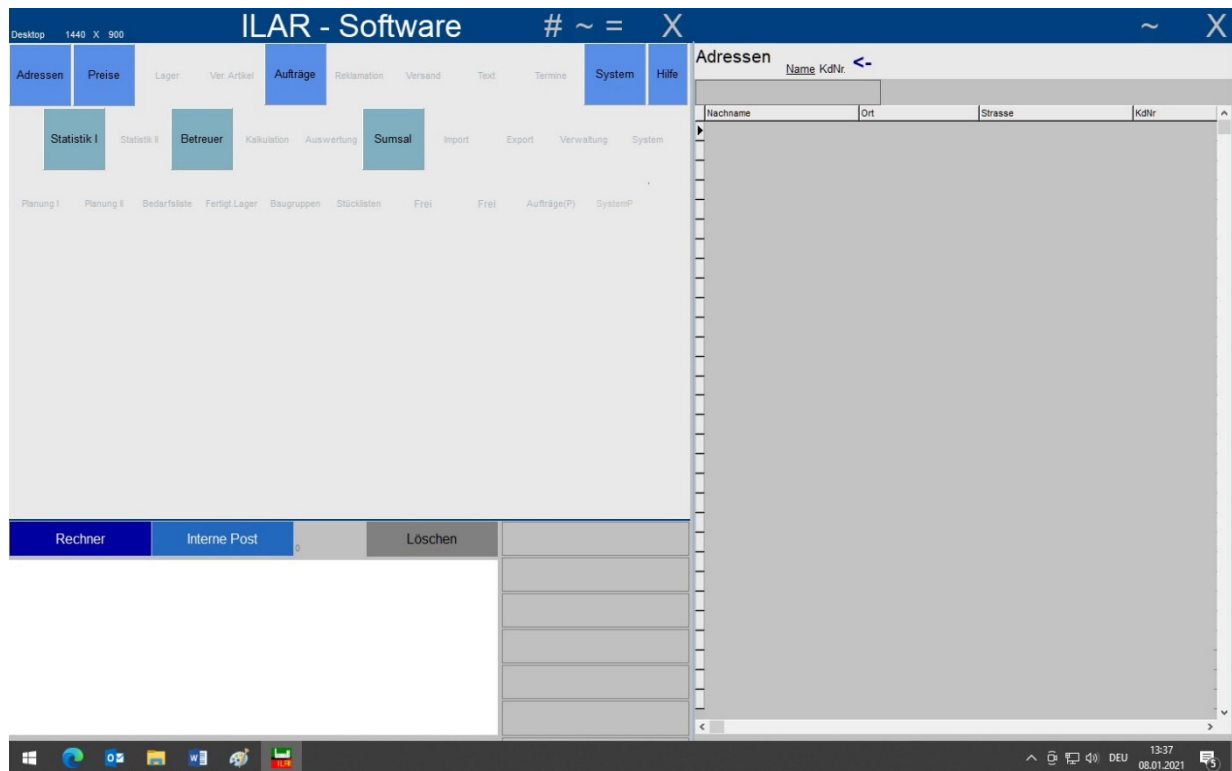 Desktop 1440 X 900 ILAR - Software # ~ = X ~ X
Adressen Preise Lager Ver. Artikel Aufträge Reklamation Versand Text Termine System Hilfe
Statistik I Statistik II Betreuer Kalkulation Auswertung Sumsal Import Export Verwaltung System
Planung I Planung II Bedarfsliste Fertigt.Lager Baugruppen Stücklisten Frei Frei Aufträge(P) SystemP
Rechner Interne Post 0 Löschen
Adressen Name KdNr. <-
Nachname Ort Strasse KdNr
ILAR DEU 13:37
08.01.2021 5